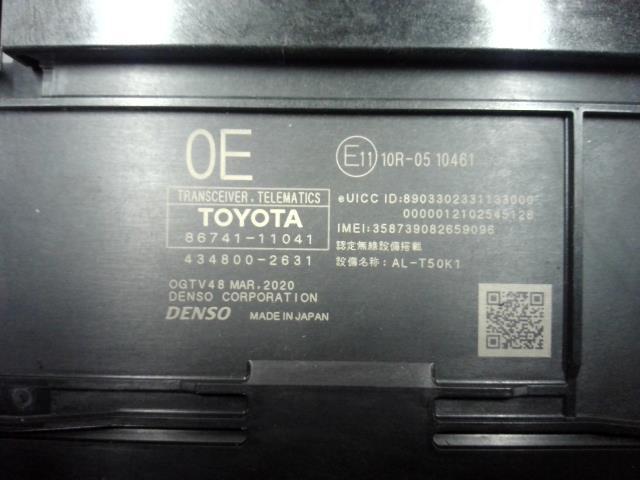 0E
E11 10R-05 10461
TRANSCEIVER, TELEMATICS
TOYOTA
86741-11041
434800-2631
OGTV48 MAR, 2020
DENSO CORPORATION
DENSO MADE IN JAPAN
eUICC ID:8903302331133000
0000012102545128
IMEI:358739082659096
認定無線設備搭載
設備名称: AL-T50K1